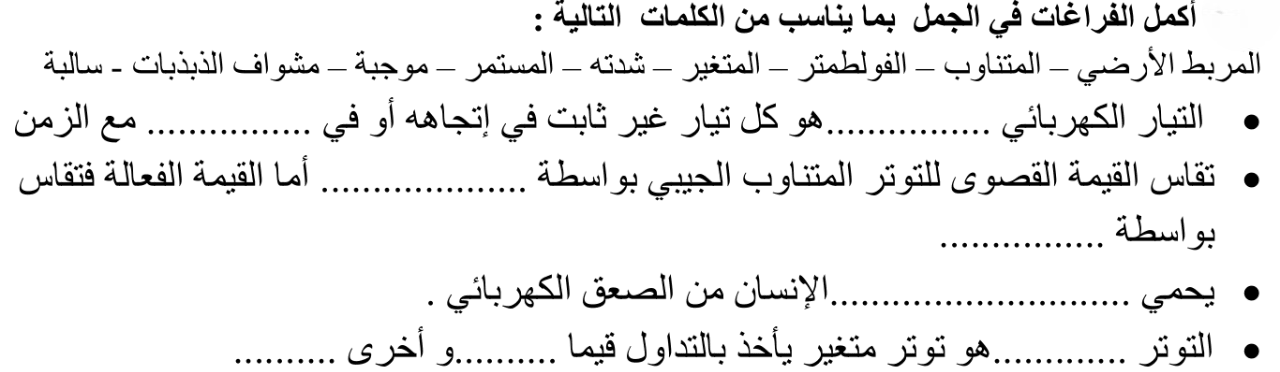 أكمل الفراغات في الجمل بما يناسب من الكلمات التالية :
المربط الأرضي – المتناوب – الفولطمتر – المتغير – شدته – المستمر – موجبة – مشواف الذبذبات - سالبة
• التيار الكهربائي ................هو كل تيار غير ثابت في إتجاهه أو في ................ مع الزمن
• تقاس القيمة القصوى للتوتر المتناوب الجيبي بواسطة .................... أما القيمة الفعالة فتقاس
بواسطة ................
• يحمي .............................الإنسان من الصعق الكهربائي .
• التوتر .............هو توتر متغير يأخذ بالتداول قيما ..........و أخرى ..........